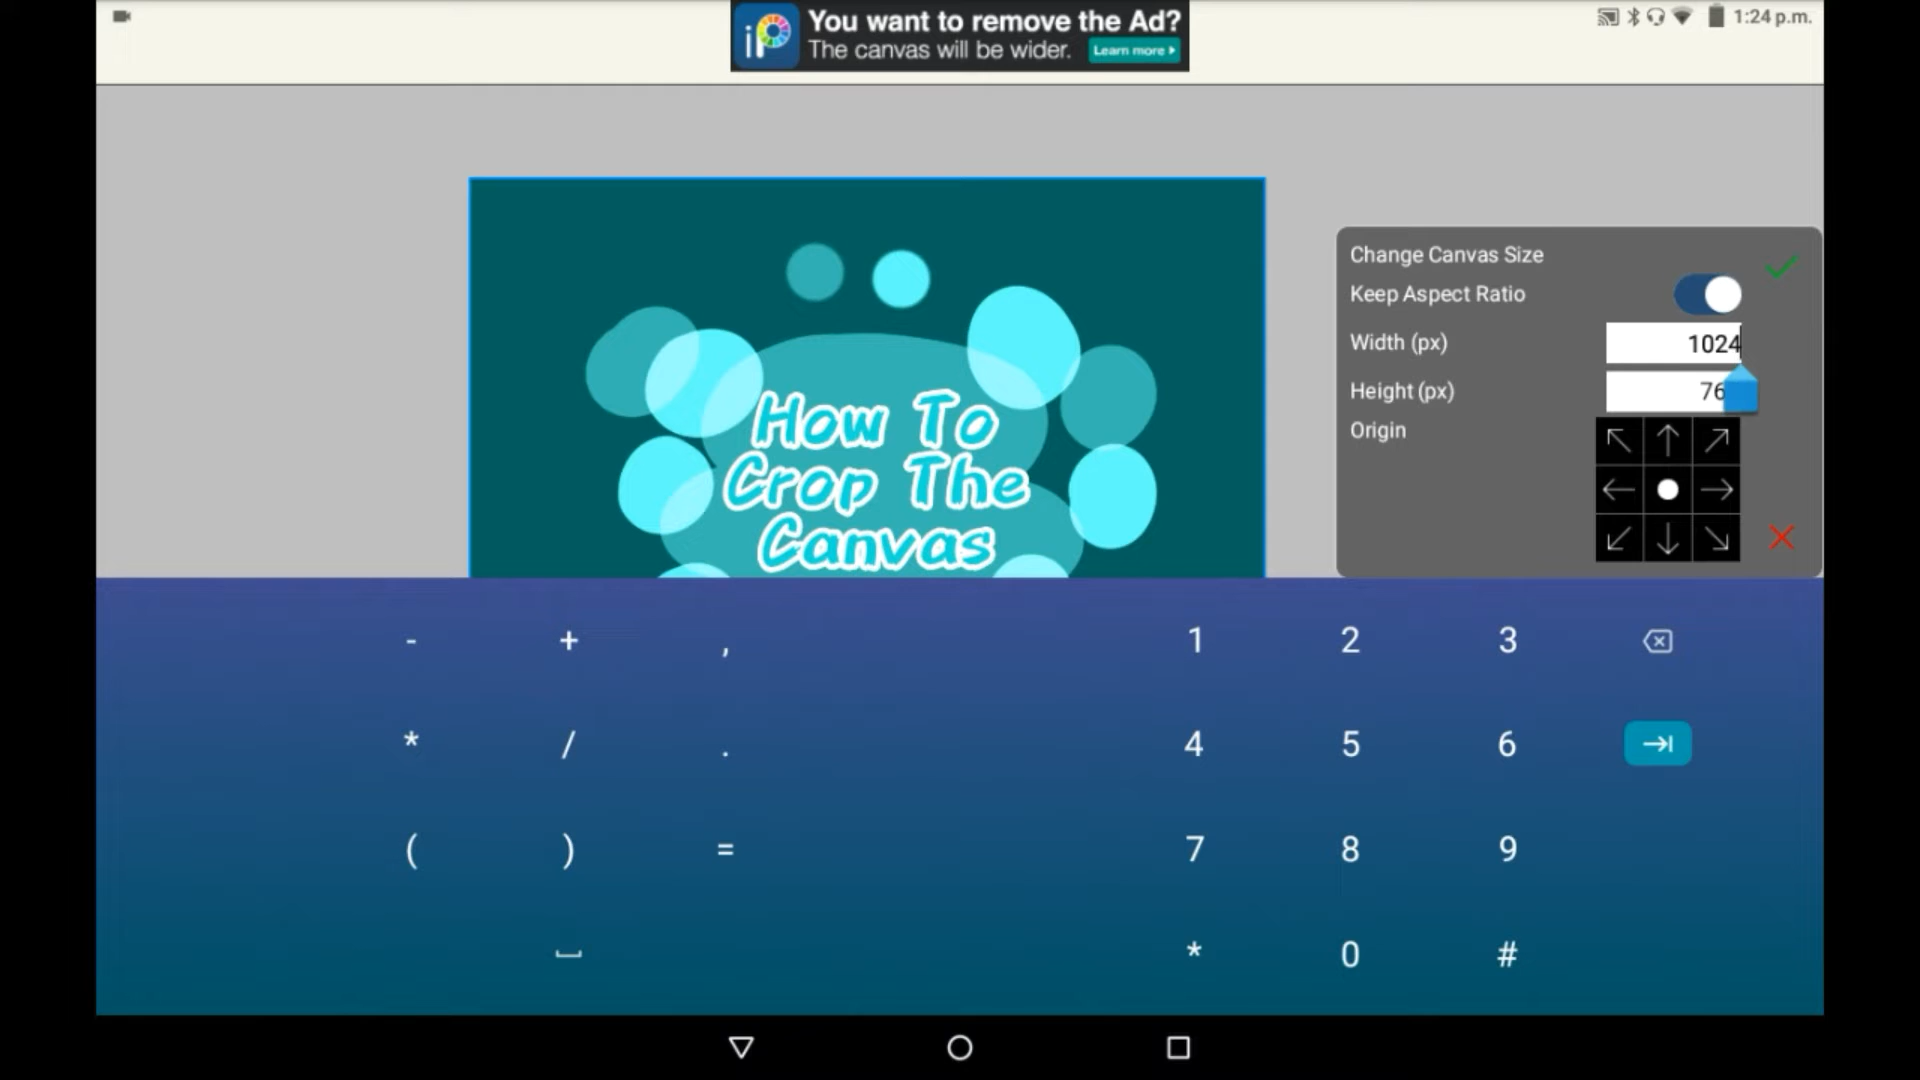 You want to remove the Ad?
The canvas will be wider.
Learn more
iP
1:24 p.m.
Change Canvas Size
Keep Aspect Ratio
Width (px) 1024
Height (px) 76
Origin
How To
Crop The
Canvas
- + , 1 2 3
* / . 4 5 6
( ) = 7 8 9
* 0 #